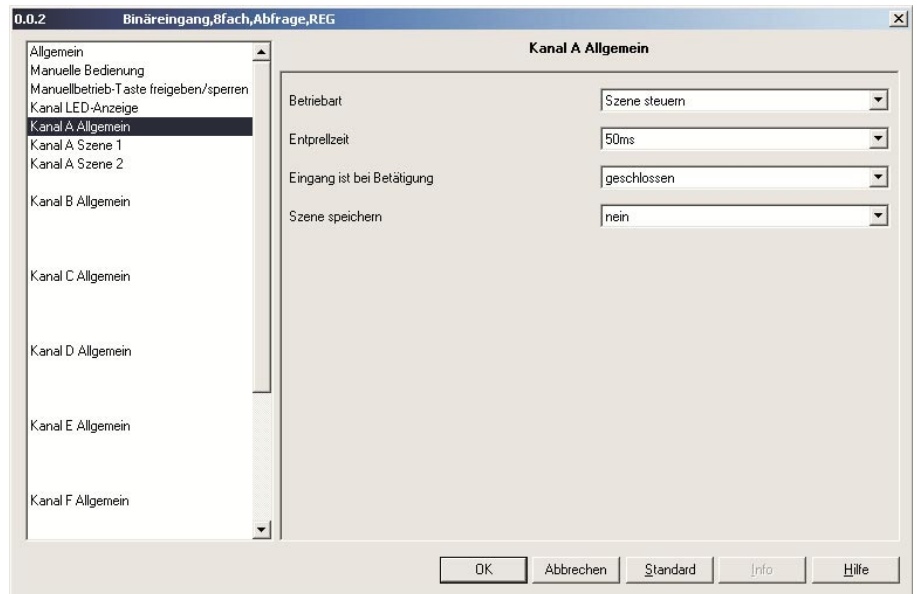 0.0.2 Binäreingang,8fach,Abfrage,REG
Allgemein
Manuelle Bedienung
Manuellbetrieb-Taste freigeben/sperren
Kanal LED-Anzeige
Kanal A Allgemein
Kanal A Szene 1
Kanal A Szene 2
Kanal B Allgemein
Kanal C Allgemein
Kanal D Allgemein
Kanal E Allgemein
Kanal F Allgemein
Kanal A Allgemein
Betriebart Szene steuern
Entprellzeit 50ms
Eingang ist bei Betätigung geschlossen
Szene speichern nein
OK Abbrechen Standard Info Hilfe